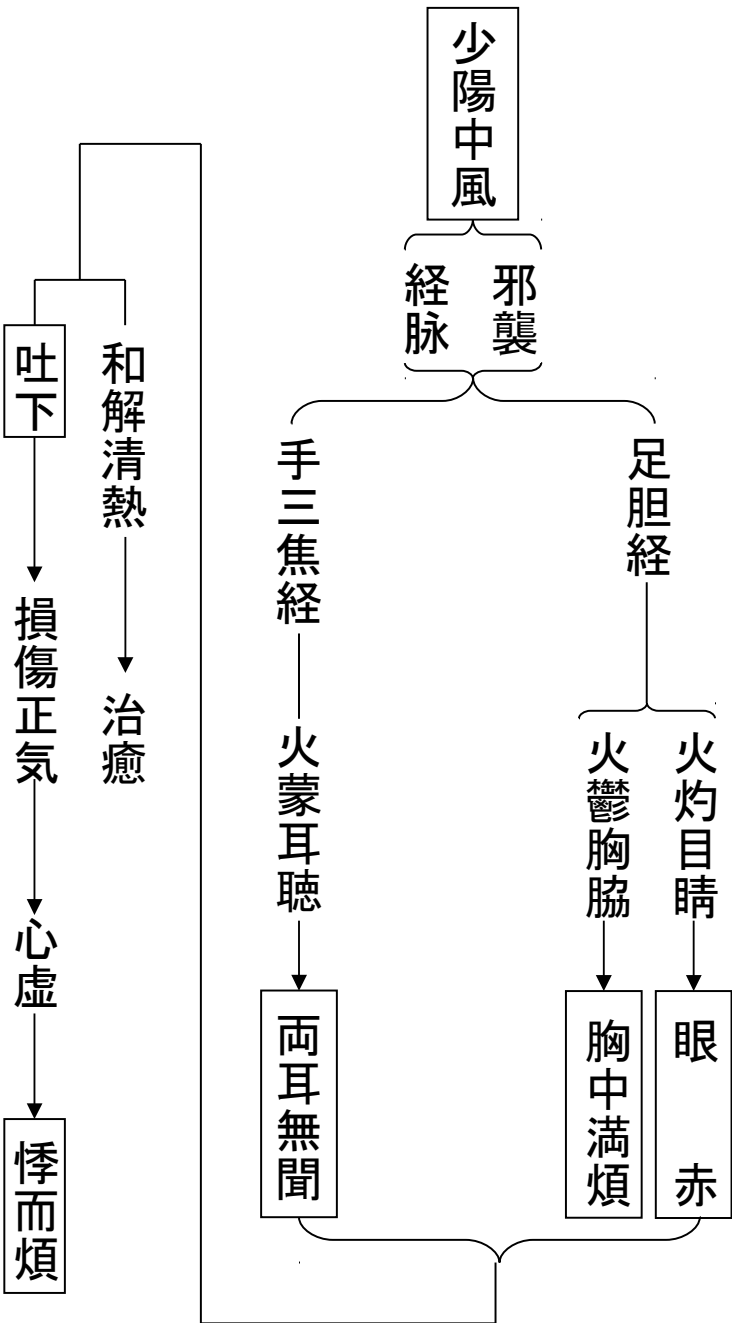 少陽中風
邪襲
経脉
足胆経
火灼目睛
眼赤
火鬱胸脇
胸中満煩
手三焦経
火蒙耳聴
両耳無聞
和解清熱
治癒
吐下
損傷正気
心虚
悸而煩